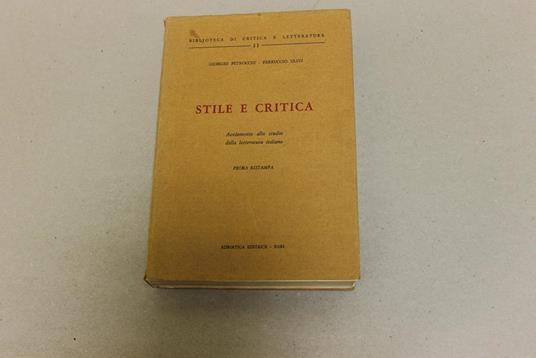 BIBLIOTECA DI CRITICA E LETTERATURA
11
GIORGIO PETROCCHI - FERRUCCIO ULIVI
STILE E CRITICA
Avviamento allo studio
della letteratura italiana
PRIMA RISTAMPA
ADRIATICA EDITRICE - BARI